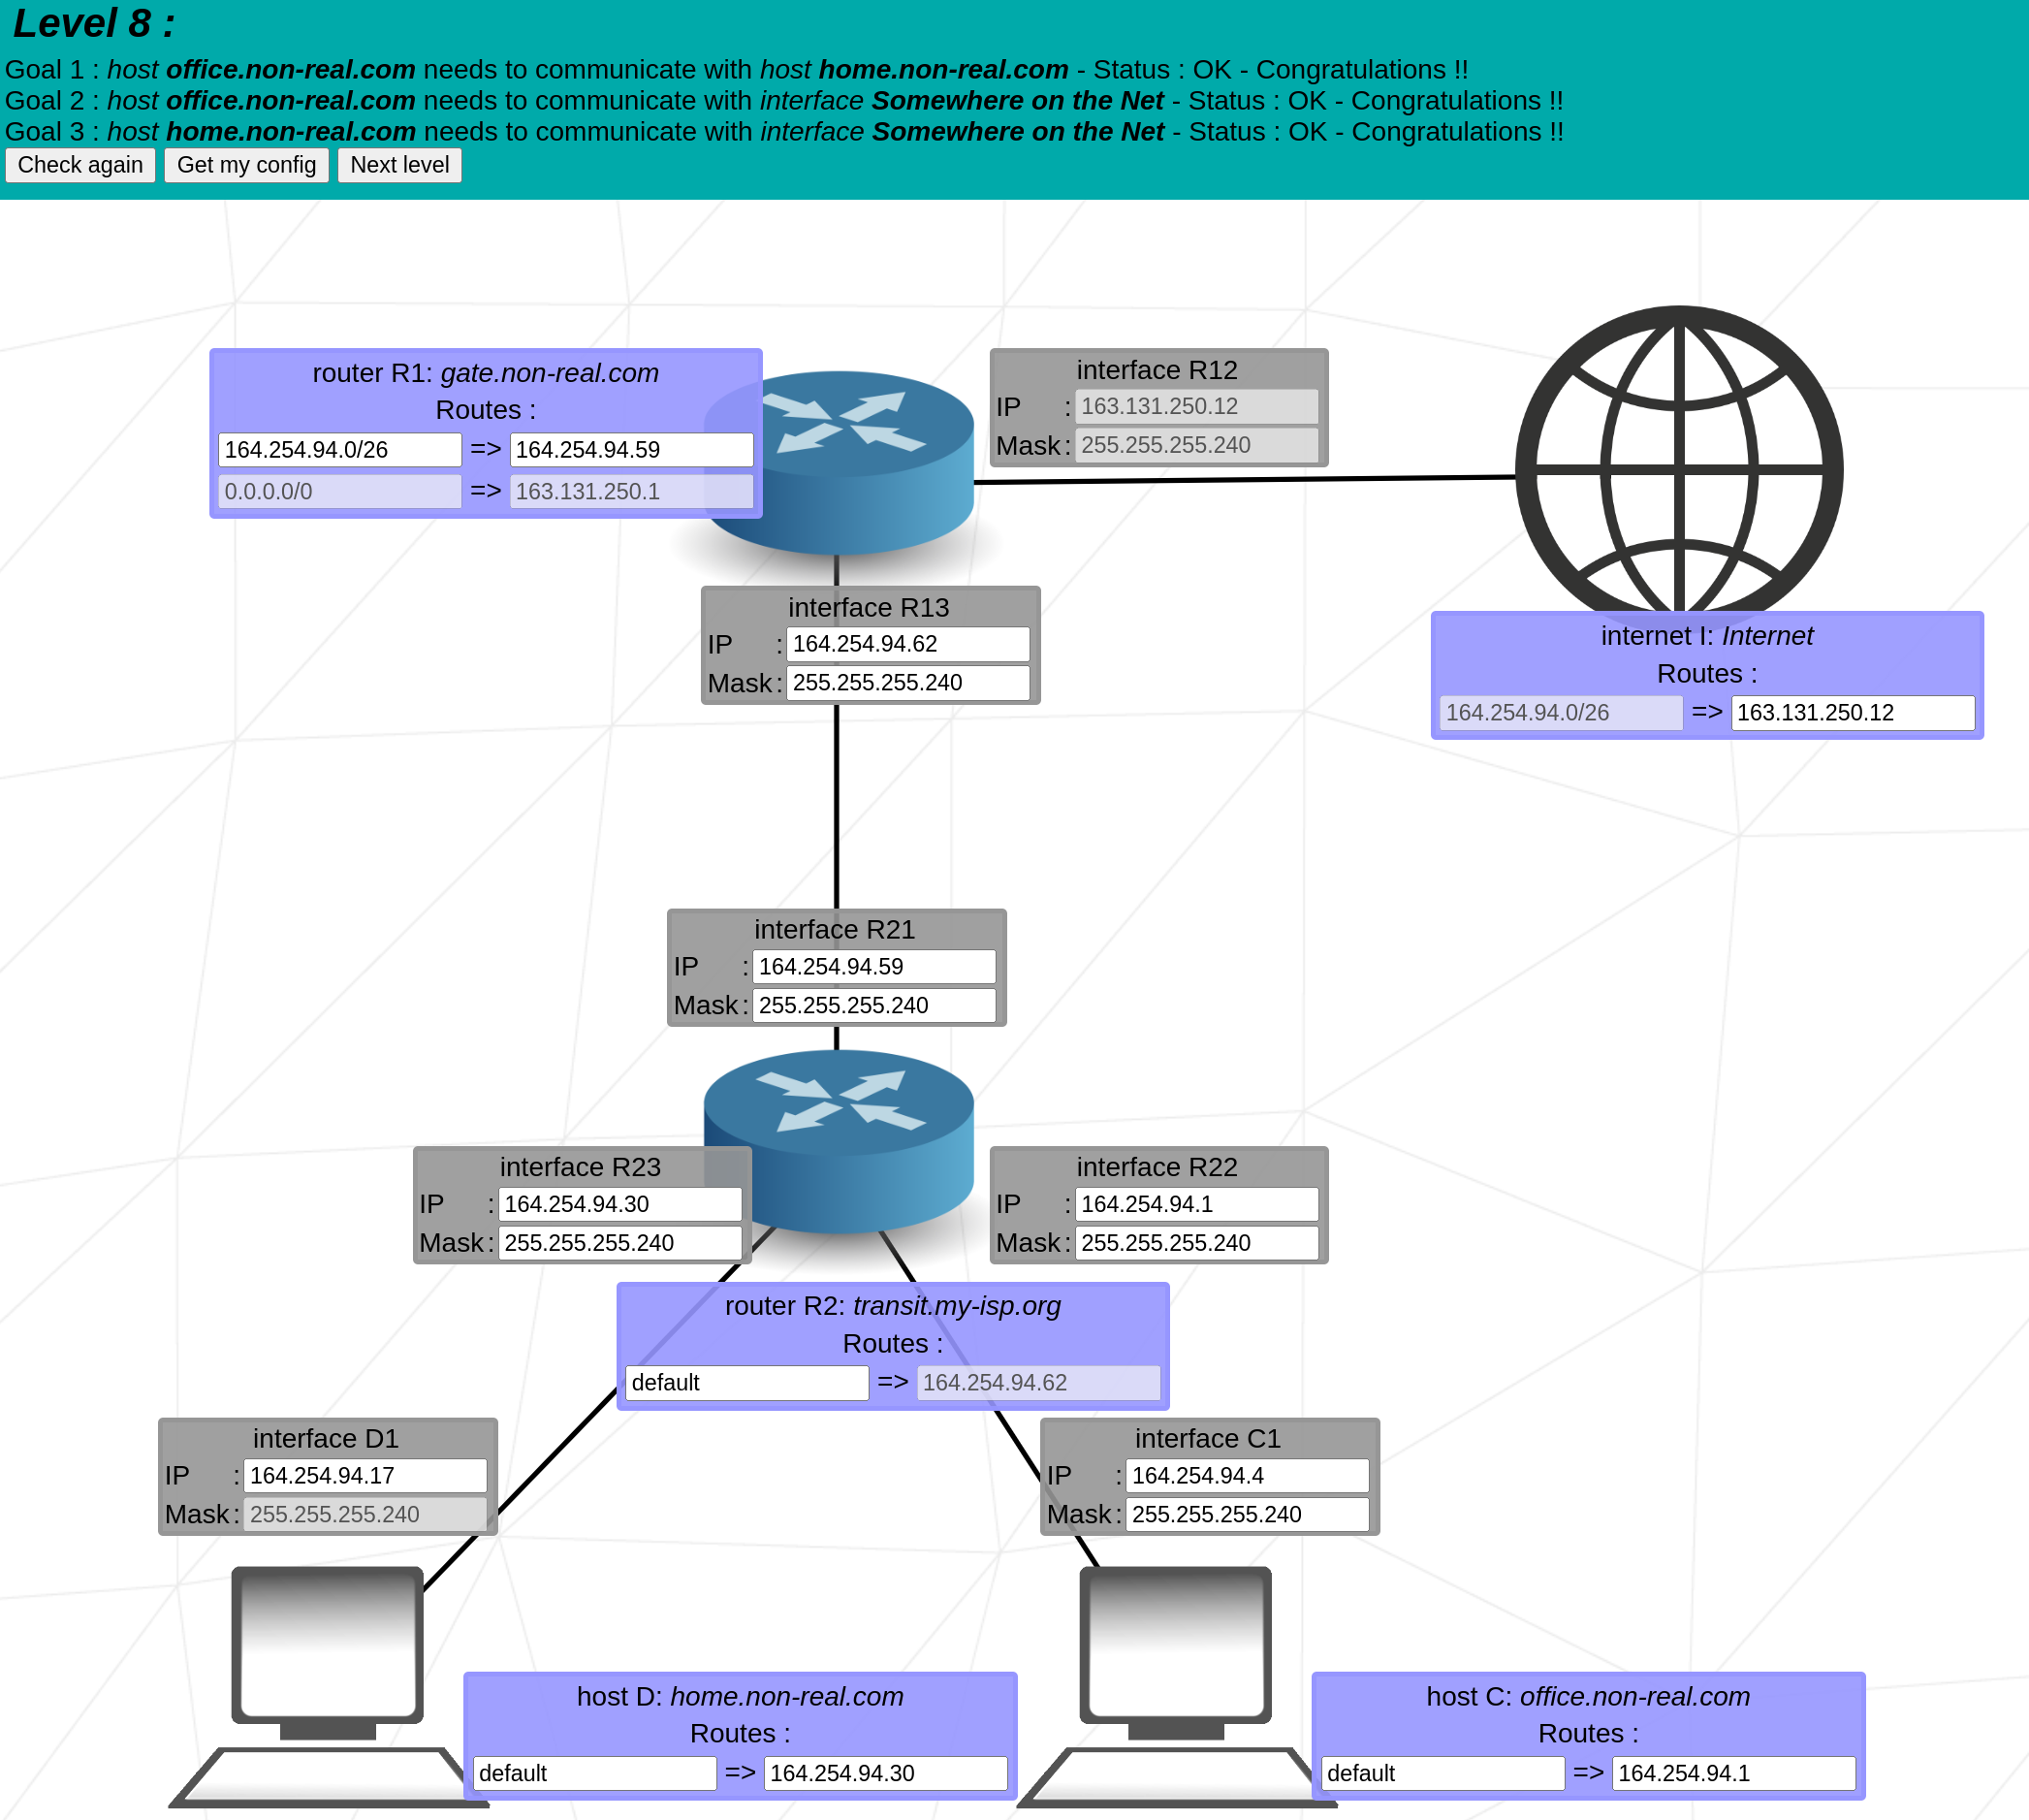 Level 8 :
Goal 1 : host office.non-real.com needs to communicate with host home.non-real.com - Status : OK - Congratulations !!
Goal 2 : host office.non-real.com needs to communicate with interface Somewhere on the Net - Status : OK - Congratulations !!
Goal 3 : host home.non-real.com needs to communicate with interface Somewhere on the Net - Status : OK - Congratulations !!
Check again Get my config Next level
router R1: gate.non-real.com
Routes :
164.254.94.0/26 => 164.254.94.59
0.0.0.0/0 => 163.131.250.1
interface R12
IP : 163.131.250.12
Mask : 255.255.255.240
interface R13
IP : 164.254.94.62
Mask : 255.255.255.240
internet I: Internet
Routes :
164.254.94.0/26 => 163.131.250.12
interface R21
IP : 164.254.94.59
Mask : 255.255.255.240
interface R23
IP : 164.254.94.30
Mask : 255.255.255.240
interface R22
IP : 164.254.94.1
Mask : 255.255.255.240
router R2: transit.my-isp.org
Routes :
default => 164.254.94.62
interface D1
IP : 164.254.94.17
Mask : 255.255.255.240
interface C1
IP : 164.254.94.4
Mask : 255.255.255.240
host D: home.non-real.com
Routes :
default => 164.254.94.30
host C: office.non-real.com
Routes :
default => 164.254.94.1